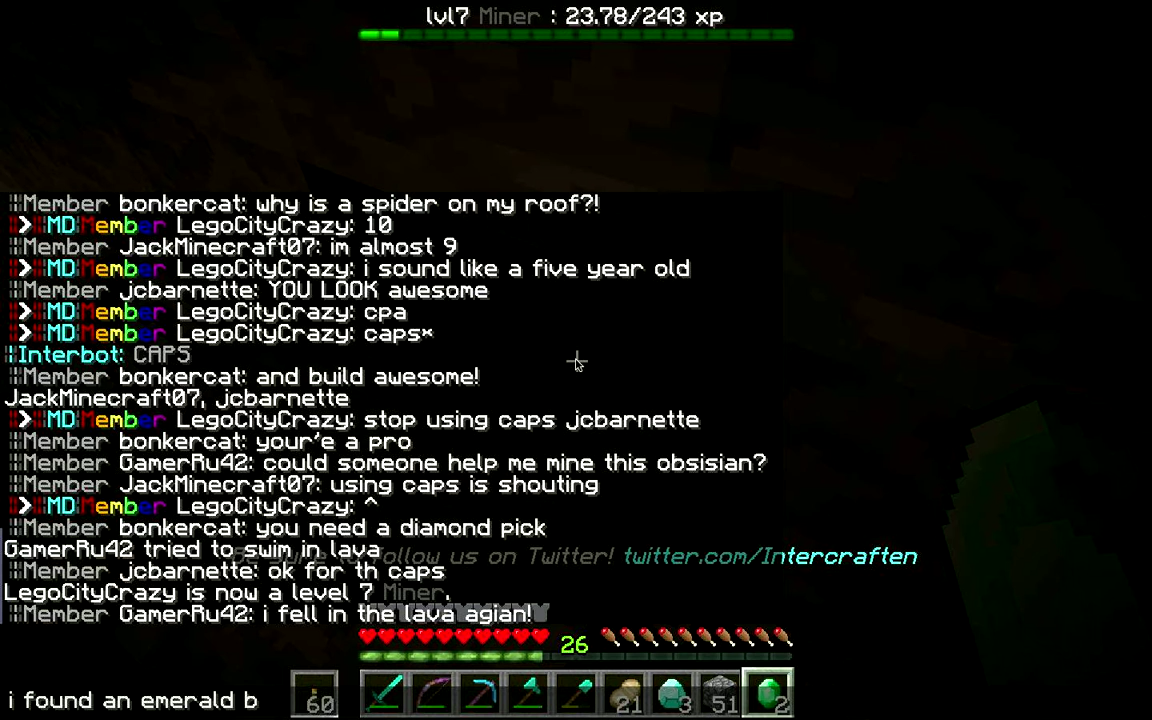 lvl7 Miner : 23.78/243 xp
Member bonkercat: why is a spider on my roof?!
> MD Member LegoCityCrazy: 10
Member JackMinecraft07: im almost 9
> MD Member LegoCityCrazy: i sound like a five year old
Member jcbarnette: YOU LOOK awesome
> MD Member LegoCityCrazy: cpa
> MD Member LegoCityCrazy: caps*
Interbot: CAPS
Member bonkercat: and build awesome!
JackMinecraft07, jcbarnette
> MD Member LegoCityCrazy: stop using caps jcbarnette
Member bonkercat: your'e a pro
Member GamerRu42: could someone help me mine this obsisian?
Member JackMinecraft07: using caps is shouting
> MD Member LegoCityCrazy: ^
Member bonkercat: you need a diamond pick
GamerRu42 tried to swim in lava
Be sure to follow us on Twitter! twitter.com/Intercraften
Member jcbarnette: ok for th caps
LegoCityCrazy is now a level 7 Miner.
Member GamerRu42: i fell in the lava agian!
26
i found an emerald b
60 21 3 51 2